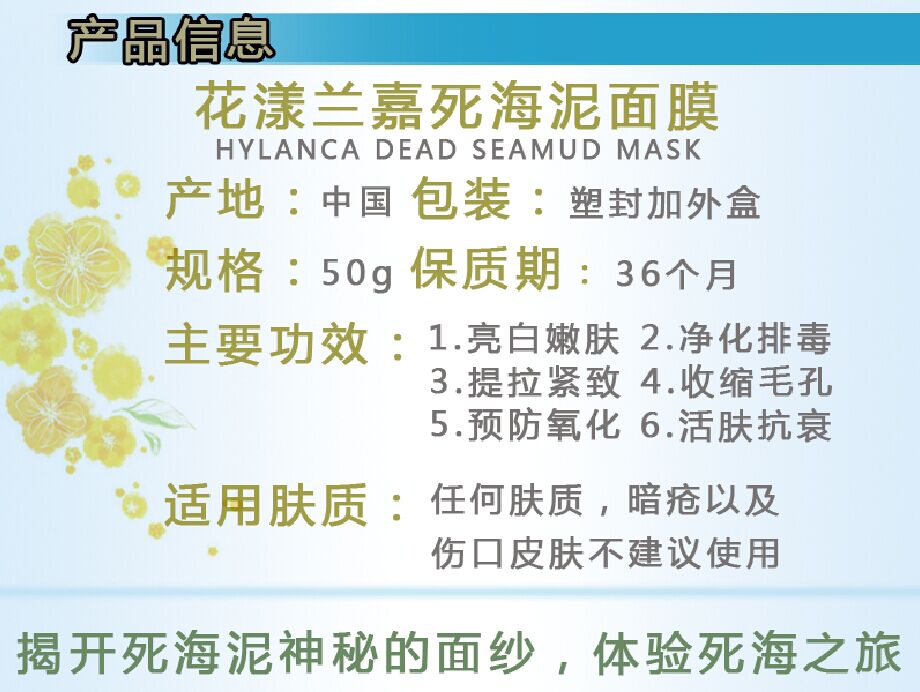 产品信息
花漾兰嘉死海泥面膜
HYLANCA DEAD SEAMUD MASK
产地：中国 包装：塑封加外盒
规格：50g 保质期：36个月
主要功效：1.亮白嫩肤 2.净化排毒
3.提拉紧致 4.收缩毛孔
5.预防氧化 6.活肤抗衰
适用肤质：任何肤质，暗疮以及
伤口皮肤不建议使用
揭开死海泥神秘的面纱，体验死海之旅